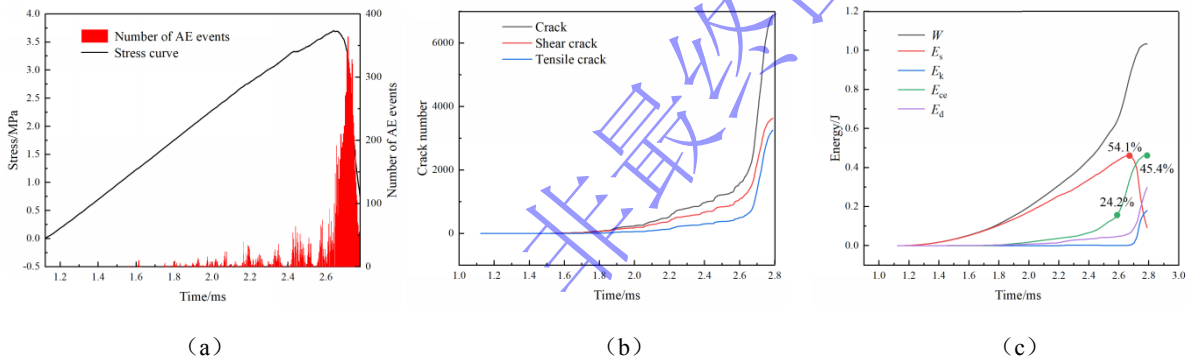 4.0
3.5
3.0
2.5
2.0
1.5
1.0
0.5
0.0
-0.5
Stress/MPa
Number of AE events
Stress curve
400
300
200
100
0
Number of AE events
1.2 1.4 1.6 1.8 2.0 2.2 2.4 2.6
Time/ms
(a)
6000
4000
2000
0
Crack number
Crack
Shear crack
Tensile crack
1.0 1.2 1.4 1.6 1.8 2.0 2.2 2.4 2.6 2.8
Time/ms
(b)
1.2
1.0
0.8
0.6
0.4
0.2
0.0
Energy/J
W
Es
Ek
Ece
Ed
54.1%
45.4%
24.2%
1.0 1.2 1.4 1.6 1.8 2.0 2.2 2.4 2.6 2.8 3.0
Time/ms
(c)
非最终